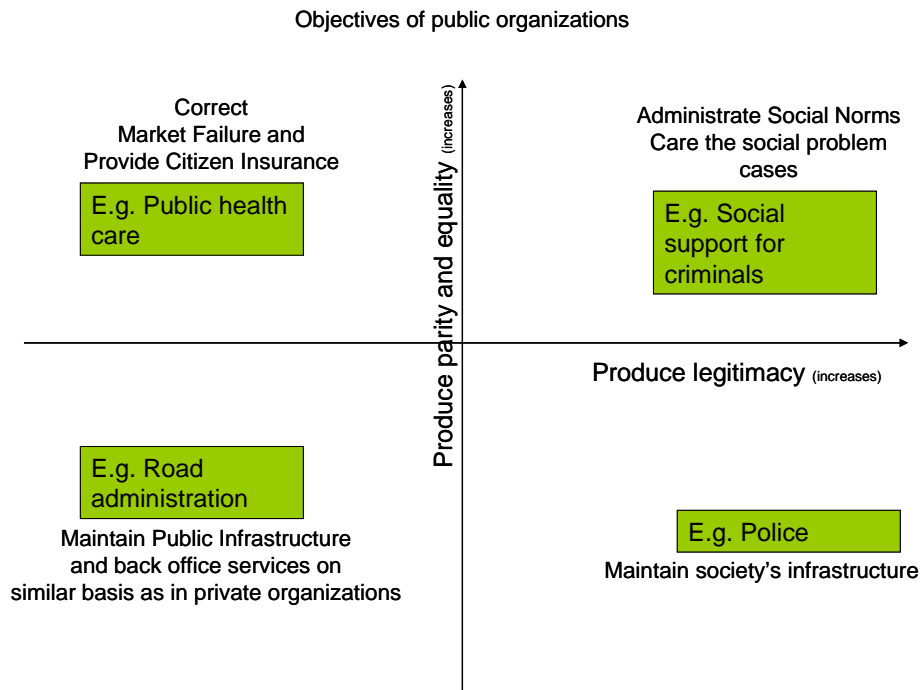 Objectives of public organizations
Correct
Market Failure and
Provide Citizen Insurance
E.g. Public health
care
Produce parity and equality (increases)
Administrate Social Norms
Care the social problem
cases
E.g. Social
support for
criminals
Produce legitimacy (increases)
E.g. Road
administration
Maintain Public Infrastructure
and back office services on
similar basis as in private organizations
E.g. Police
Maintain society's infrastructure